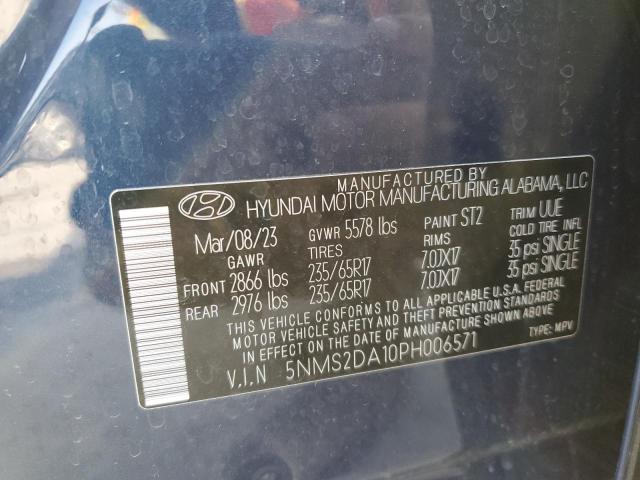 MANUFACTURED BY
HYUNDAI MOTOR MANUFACTURING ALABAMA, LLC
Mar/08/23 GVWR 5578 lbs PAINT ST2 TRIM UUE
GAWR TIRES RIMS COLD TIRE INFL
FRONT 2866 lbs 235/65R17 7.0JX17 35 psi SINGLE
REAR 2976 lbs 235/65R17 7.0JX17 35 psi SINGLE
THIS VEHICLE CONFORMS TO ALL APPLICABLE U.S.A. FEDERAL
MOTOR VEHICLE SAFETY AND THEFT PREVENTION STANDARDS
IN EFFECT ON THE DATE OF MANUFACTURE SHOWN ABOVE.
V.I.N 5NMS2DA10PH006571 TYPE: MPV